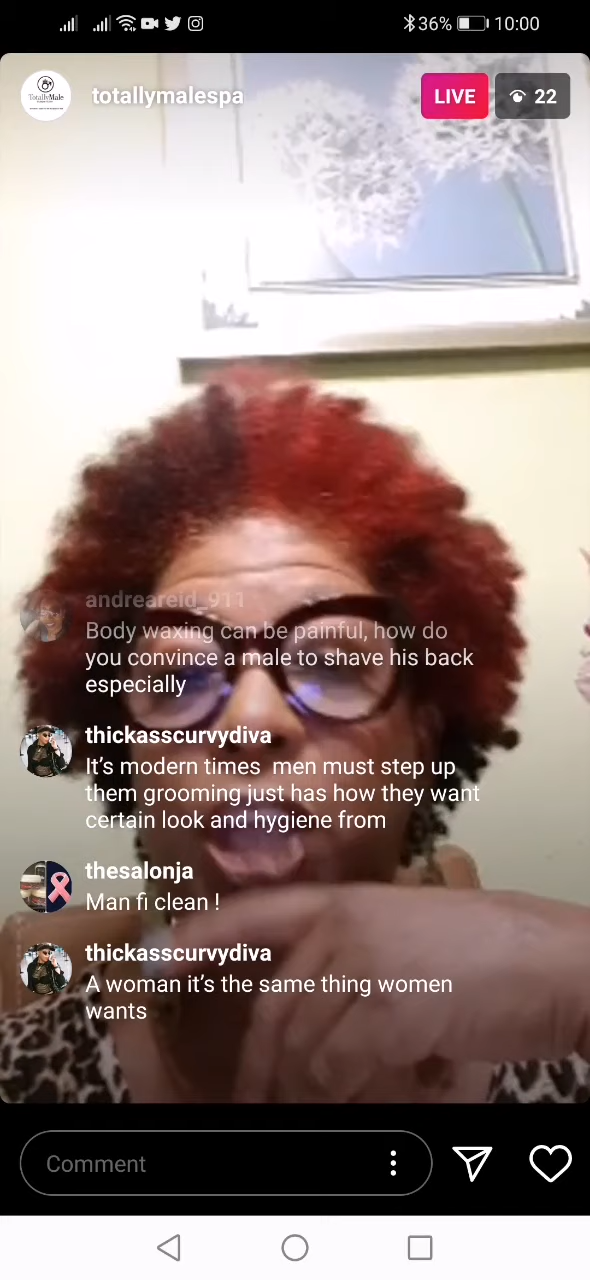 36% 10:00
TotallyMale
totallymalespa
LIVE 22
andreareid_911
Body waxing can be painful, how do
you convince a male to shave his back
especially
thickasscurvydiva
It’s modern times  men must step up
them grooming just has how they want
certain look and hygiene from
thesalonja
Man fi clean !
thickasscurvydiva
A woman it’s the same thing women
wants
Comment